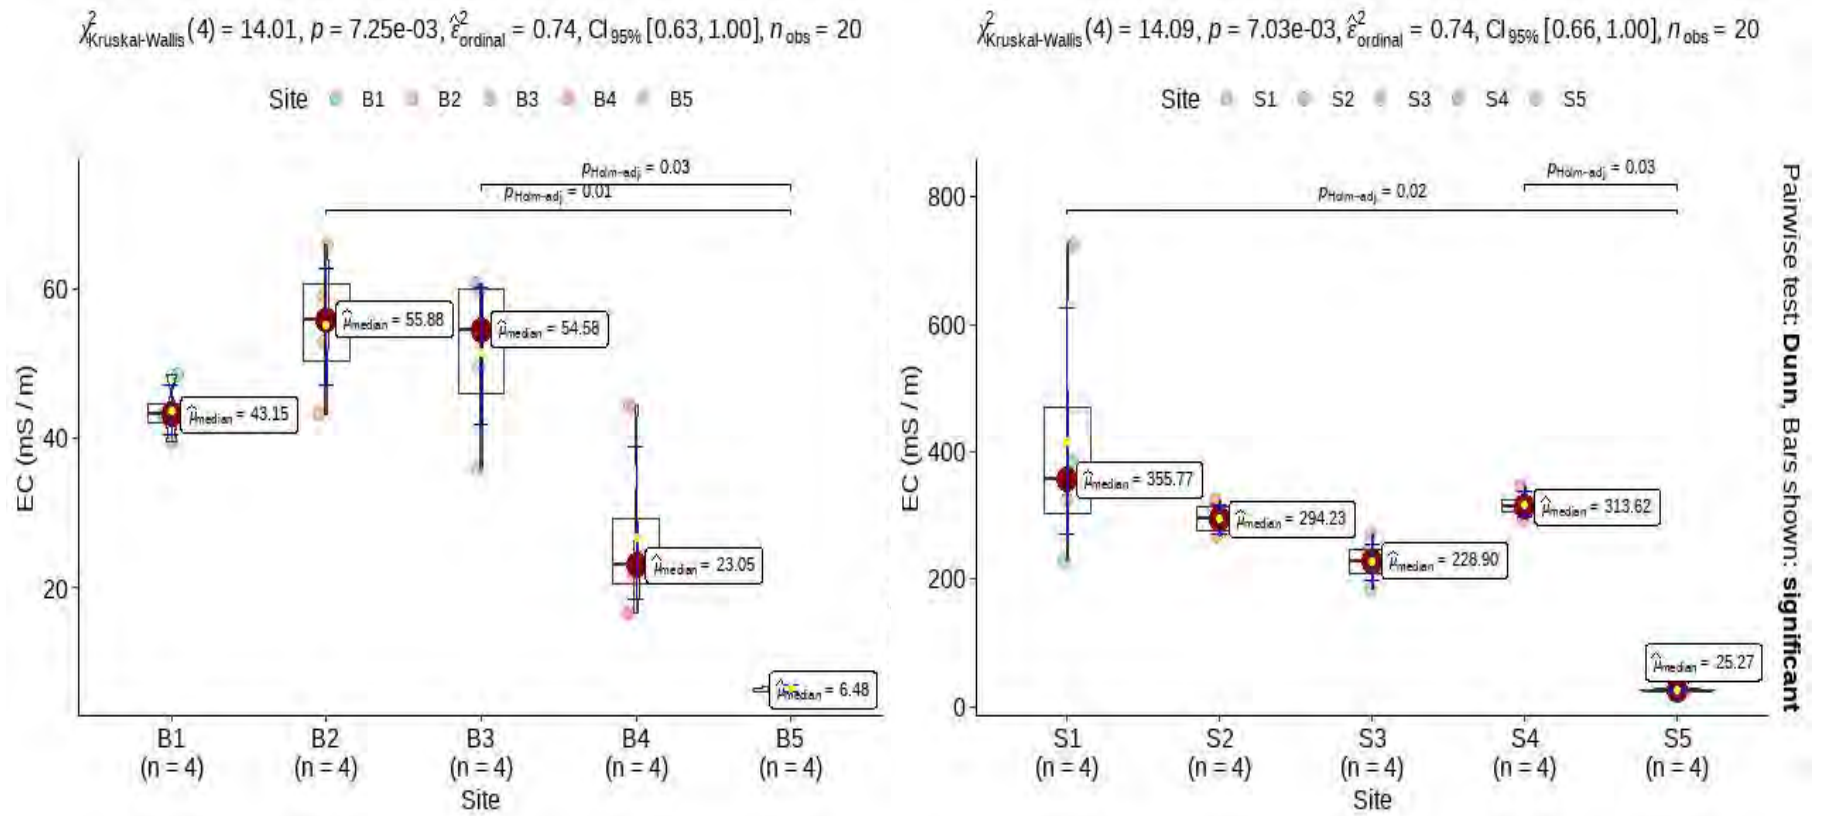 χ²Kruskal-Wallis(4) = 14.01, p = 7.25e-03, ε̂²ordinal = 0.74, CI95% [0.63, 1.00], nobs = 20
Site B1 B2 B3 B4 B5
pHolm-adj. = 0.03
pHolm-adj. = 0.01
60
40
20
EC (mS / m)
μ̂median = 43.15
μ̂median = 55.88
μ̂median = 54.58
μ̂median = 23.05
μ̂median = 6.48
B1 B2 B3 B4 B5
(n = 4) (n = 4) (n = 4) (n = 4) (n = 4)
Site
χ²Kruskal-Wallis(4) = 14.09, p = 7.03e-03, ε̂²ordinal = 0.74, CI95% [0.66, 1.00], nobs = 20
Site S1 S2 S3 S4 S5
pHolm-adj. = 0.03
pHolm-adj. = 0.02
800
600
400
200
0
EC (mS / m)
μ̂median = 355.77
μ̂median = 294.23
μ̂median = 228.90
μ̂median = 313.62
μ̂median = 25.27
S1 S2 S3 S4 S5
(n = 4) (n = 4) (n = 4) (n = 4) (n = 4)
Site
Pairwise test: Dunn, Bars shown: significant